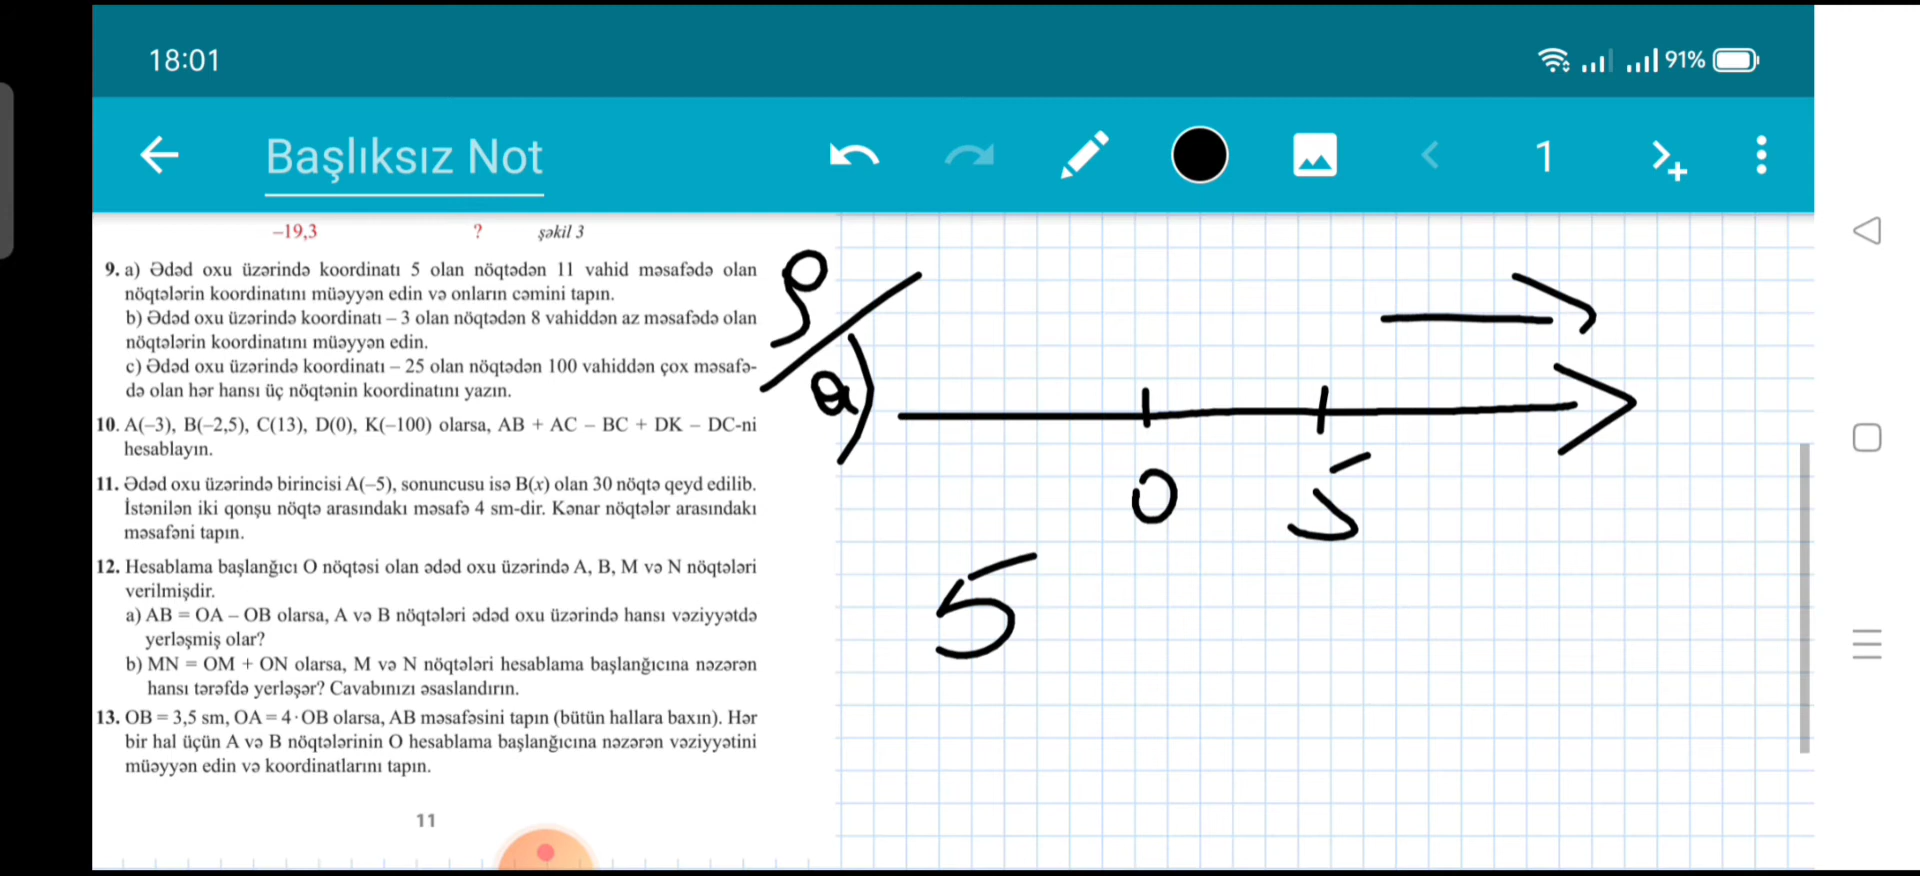 18:01
91%
Başlıksız Not
1
–19,3 ? şəkil 3
9. a) Ədəd oxu üzərində koordinatı 5 olan nöqtədən 11 vahid məsafədə olan
nöqtələrin koordinatını müəyyən edin və onların cəmini tapın.
b) Ədəd oxu üzərində koordinatı – 3 olan nöqtədən 8 vahiddən az məsafədə olan
nöqtələrin koordinatını müəyyən edin.
c) Ədəd oxu üzərində koordinatı – 25 olan nöqtədən 100 vahiddən çox məsafə-
də olan hər hansı üç nöqtənin koordinatını yazın.
10. A(–3), B(–2,5), C(13), D(0), K(–100) olarsa, AB + AC – BC + DK – DC-ni
hesablayın.
11. Ədəd oxu üzərində birincisi A(–5), sonuncusu isə B(x) olan 30 nöqtə qeyd edilib.
İstənilən iki qonşu nöqtə arasındakı məsafə 4 sm-dir. Kənar nöqtələr arasındakı
məsafəni tapın.
12. Hesablama başlanğıcı O nöqtəsi olan ədəd oxu üzərində A, B, M və N nöqtələri
verilmişdir.
a) AB = OA – OB olarsa, A və B nöqtələri ədəd oxu üzərində hansı vəziyyətdə
yerləşmiş olar?
b) MN = OM + ON olarsa, M və N nöqtələri hesablama başlanğıcına nəzərən
hansı tərəfdə yerləşər? Cavabınızı əsaslandırın.
13. OB = 3,5 sm, OA = 4 · OB olarsa, AB məsafəsini tapın (bütün hallara baxın). Hər
bir hal üçün A və B nöqtələrinin O hesablama başlanğıcına nəzərən vəziyyətini
müəyyən edin və koordinatlarını tapın.
11
9/
a)
0 5
5